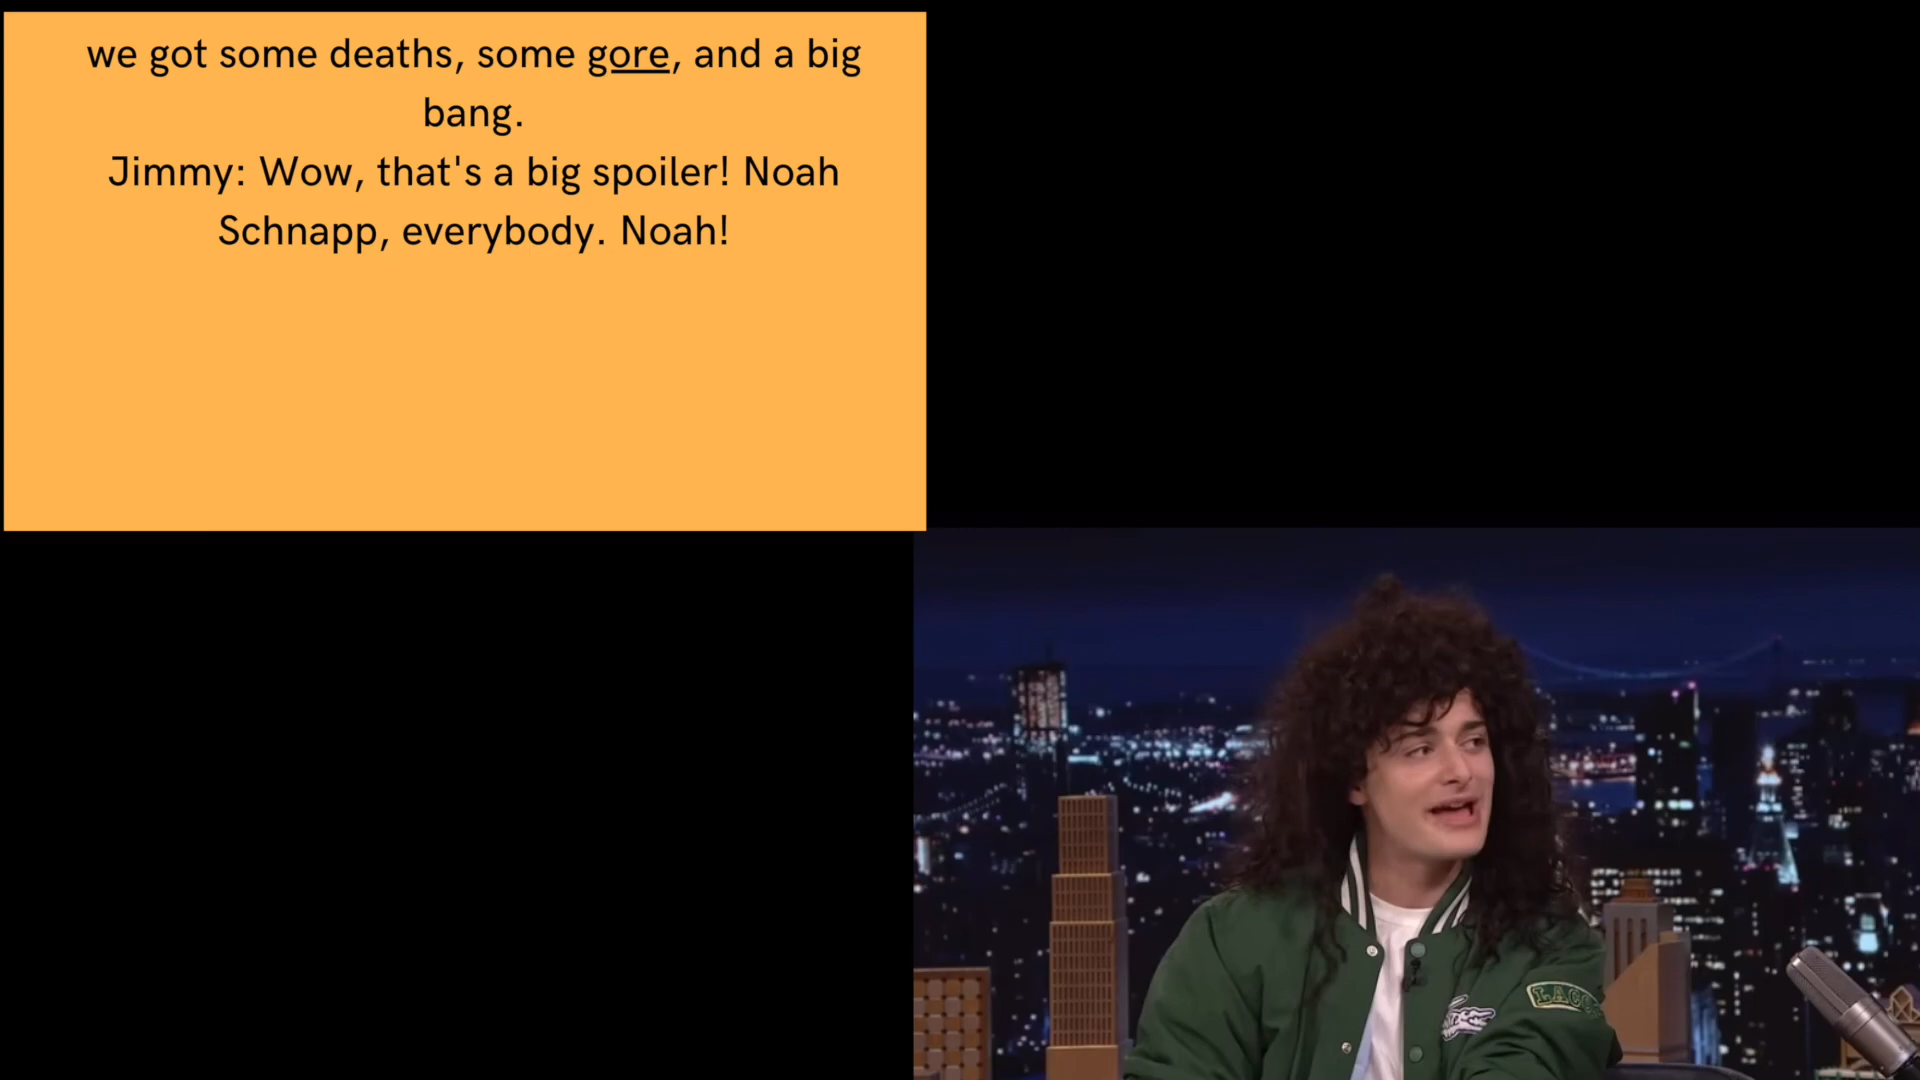 we got some deaths, some gore, and a big
bang.
Jimmy: Wow, that's a big spoiler! Noah
Schnapp, everybody. Noah!